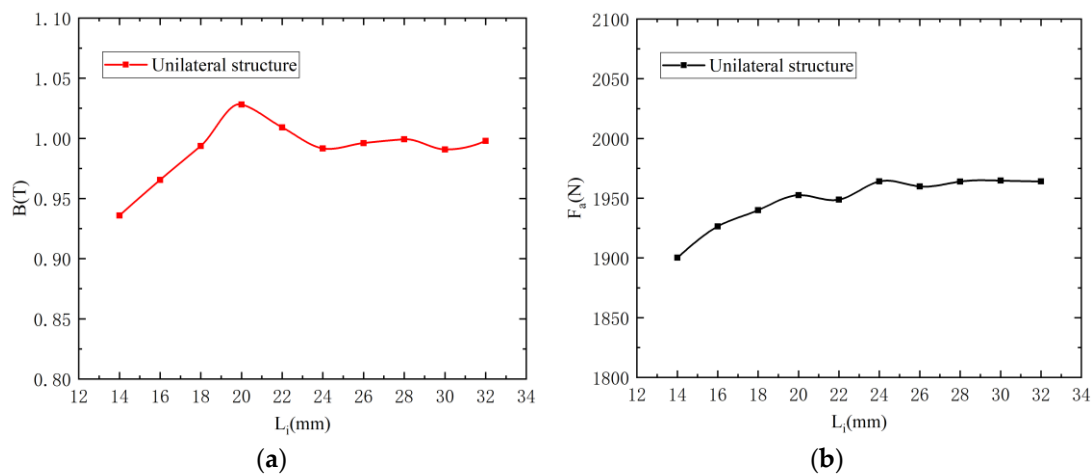 1.10
1.05
1.00
0.95
0.90
0.85
0.80
B(T)
Unilateral structure
12 14 16 18 20 22 24 26 28 30 32 34
Li(mm)
(a)
2100
2050
2000
1950
1900
1850
1800
Fa(N)
Unilateral structure
12 14 16 18 20 22 24 26 28 30 32 34
Li(mm)
(b)